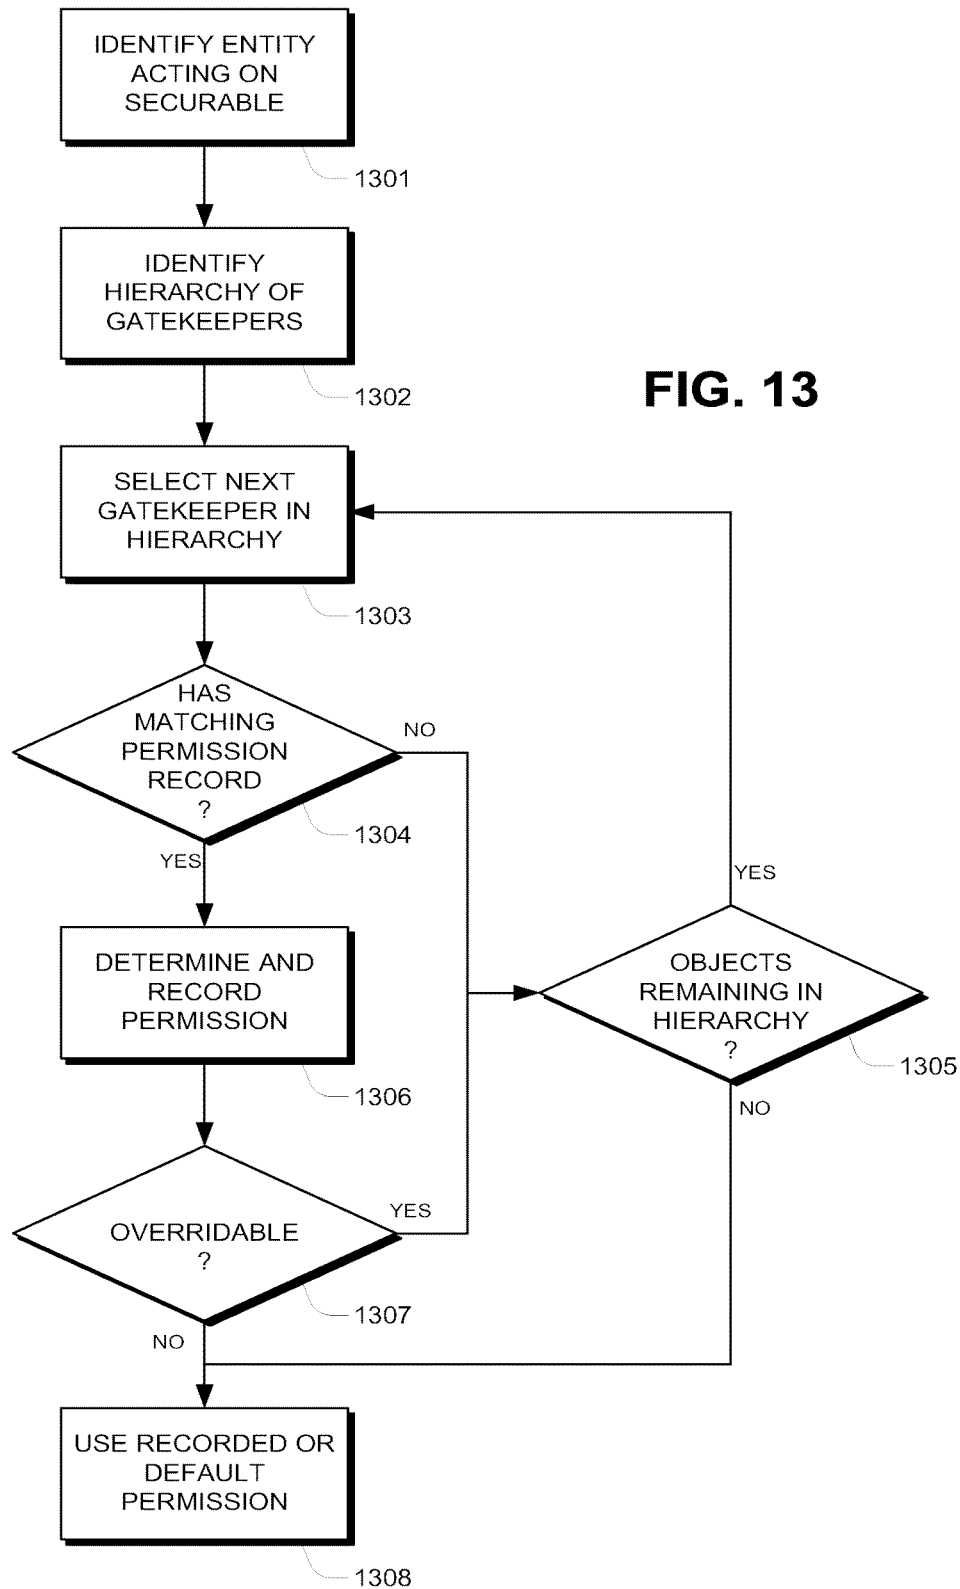 IDENTIFY ENTITY
ACTING ON
SECURABLE
1301
IDENTIFY
HIERARCHY OF
GATEKEEPERS
1302
FIG. 13
SELECT NEXT
GATEKEEPER IN
HIERARCHY
1303
HAS
MATCHING
PERMISSION
RECORD
?
NO
1304
YES
YES
OBJECTS
REMAINING IN
HIERARCHY
?
1305
NO
DETERMINE AND
RECORD
PERMISSION
1306
OVERRIDABLE
?
YES
1307
NO
USE RECORDED OR
DEFAULT
PERMISSION
1308